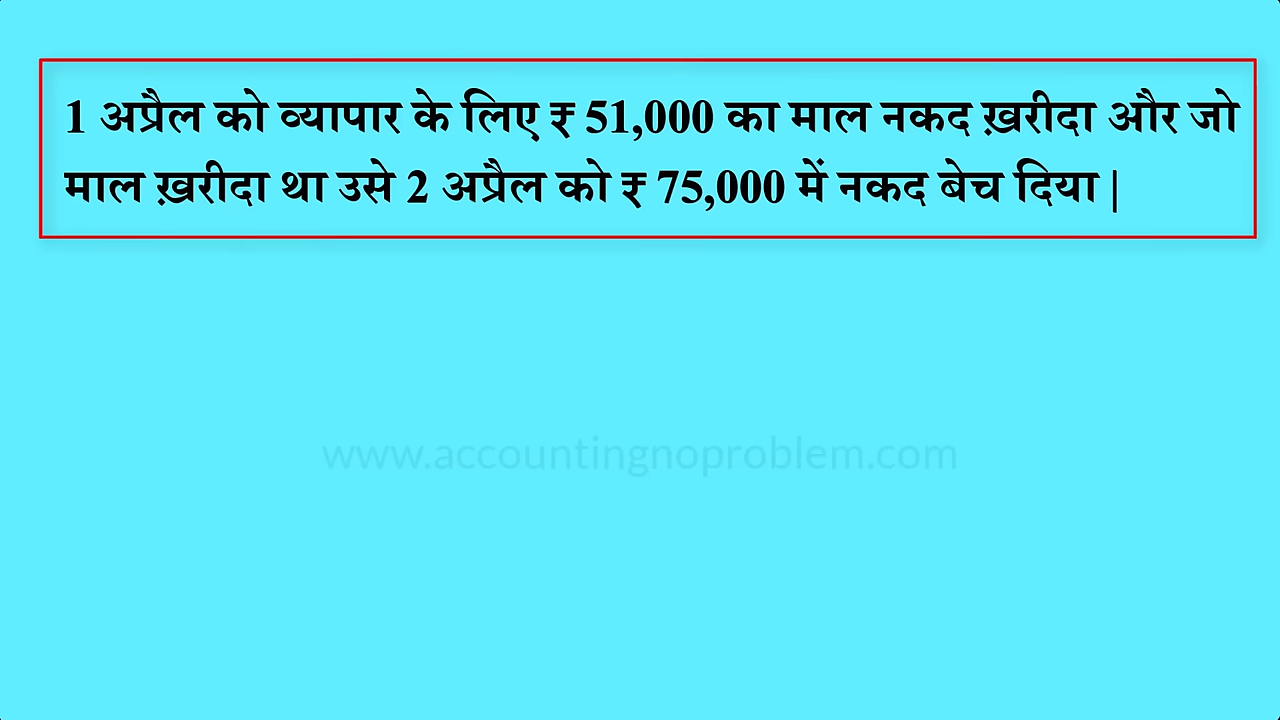 1 अप्रैल को व्यापार के लिए ₹ 51,000 का माल नकद ख़रीदा और जो
माल ख़रीदा था उसे 2 अप्रैल को ₹ 75,000 में नकद बेच दिया |
www.accountingnoproblem.com